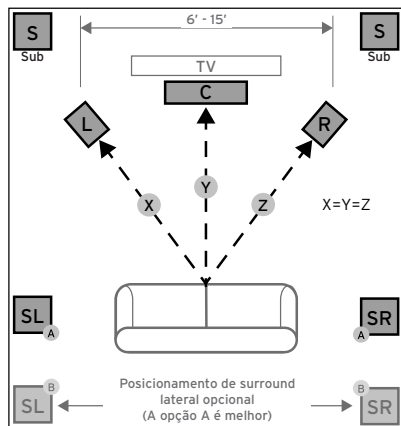 S
Sub
6' - 15'
S
Sub
TV
C
L
R
X
Y
Z
X=Y=Z
SL
A
SR
A
B
SL
Posicionamento de surround
lateral opcional
(A opção A é melhor)
B
SR